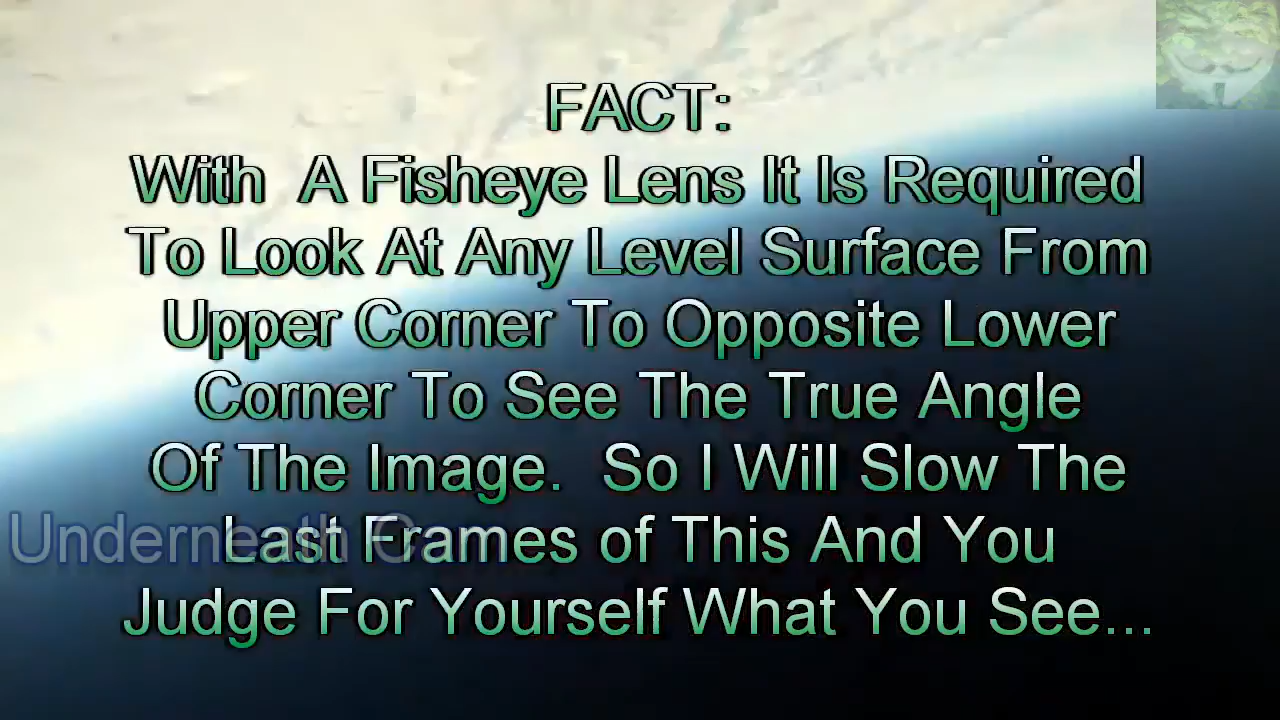 FACT:
With A Fisheye Lens It Is Required
To Look At Any Level Surface From
Upper Corner To Opposite Lower
Corner To See The True Angle
Of The Image. So I Will Slow The
Last Frames of This And You
Underneath Cam
Judge For Yourself What You See...